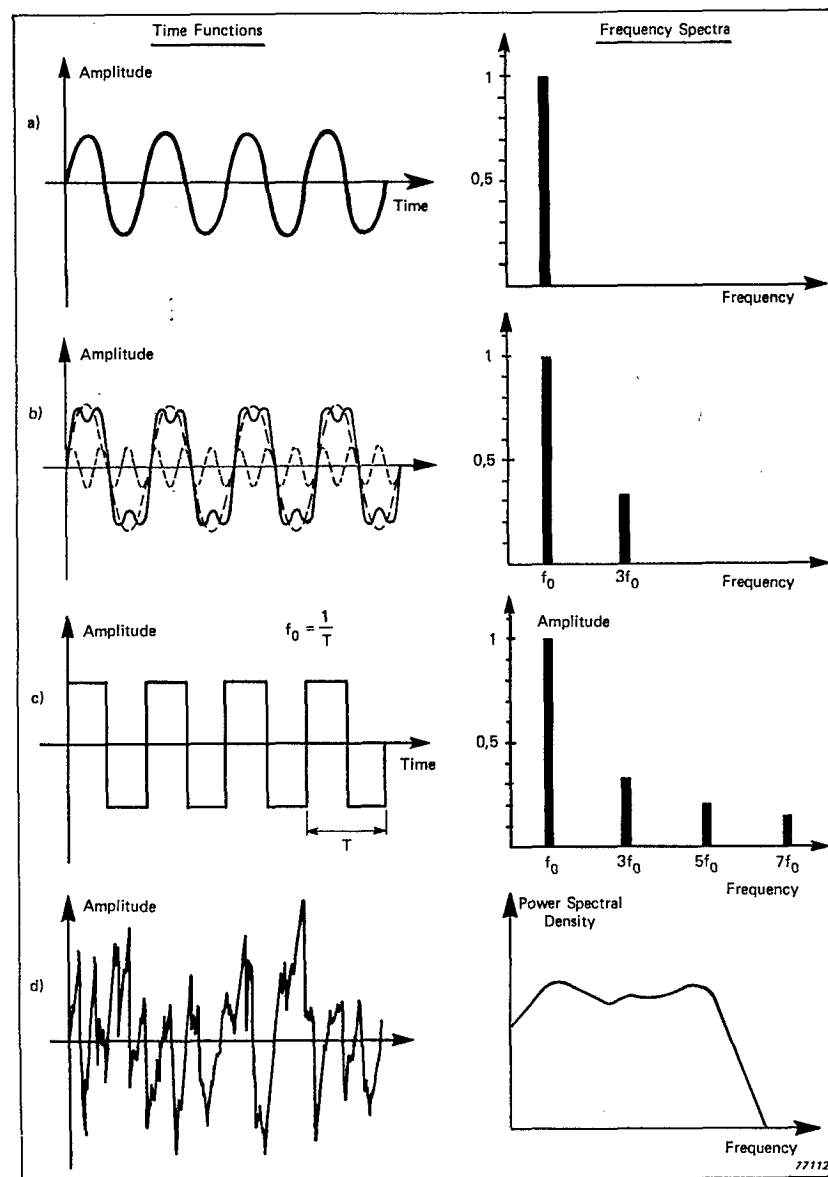 Time Functions
Frequency Spectra
a)
Amplitude
Time
1
0,5
Frequency
b)
Amplitude
1
0,5
f₀ 3f₀
Frequency
c)
Amplitude
f₀ = 1/T
Time
T
Amplitude
1
0,5
f₀ 3f₀ 5f₀ 7f₀
Frequency
d)
Amplitude
Power Spectral
Density
Frequency
77112